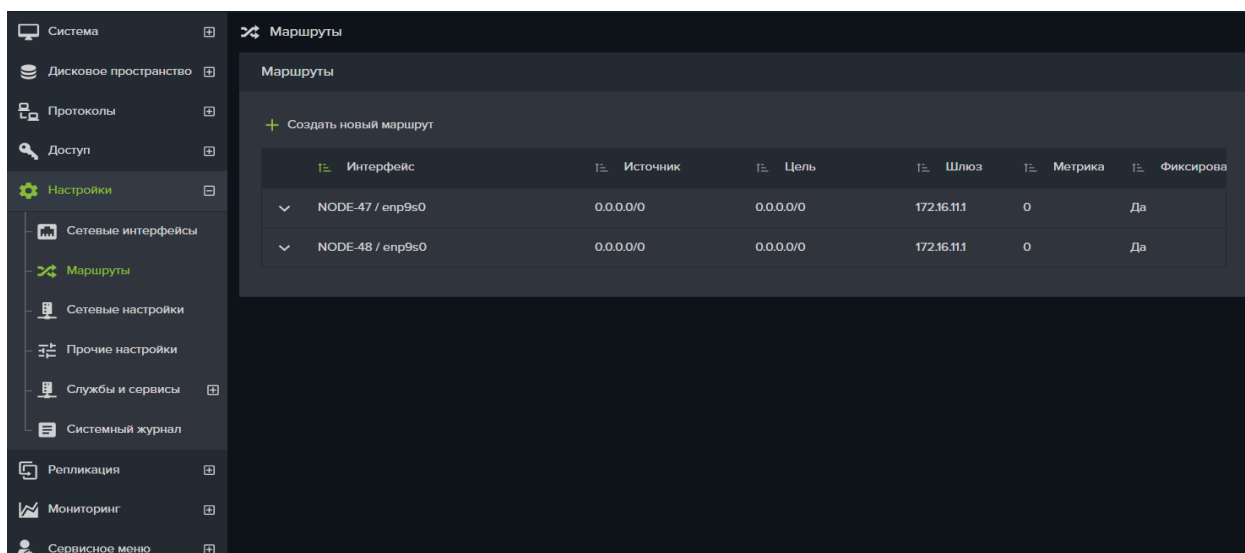 Система
Маршруты
Дисковое пространство
Маршруты
Протоколы
Создать новый маршрут
Доступ
Интерфейс Источник Цель Шлюз Метрика Фиксирова
Настройки
NODE-47 / enp9s0 0.0.0.0/0 0.0.0.0/0 172.16.11.1 0 Да
Сетевые интерфейсы
NODE-48 / enp9s0 0.0.0.0/0 0.0.0.0/0 172.16.11.1 0 Да
Маршруты
Сетевые настройки
Прочие настройки
Службы и сервисы
Системный журнал
Репликация
Мониторинг
Сервисное меню